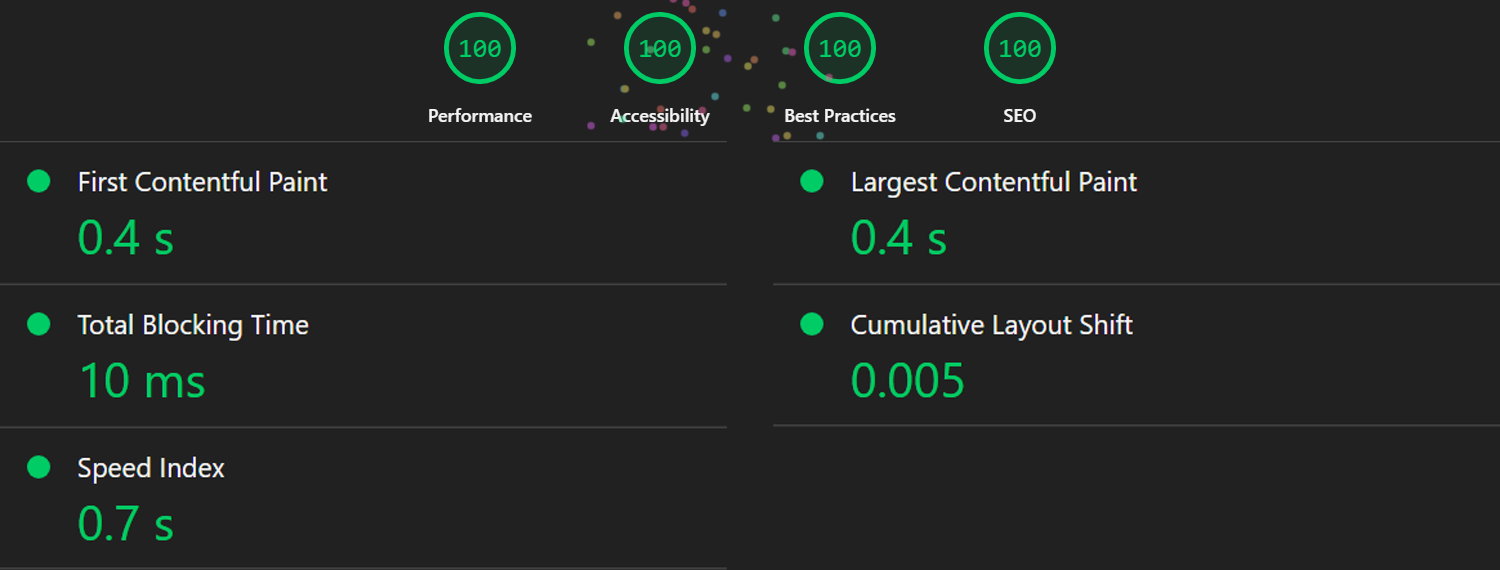 100 100 100 100
Performance Accessibility Best Practices SEO
First Contentful Paint
0.4 s
Largest Contentful Paint
0.4 s
Total Blocking Time
10 ms
Cumulative Layout Shift
0.005
Speed Index
0.7 s